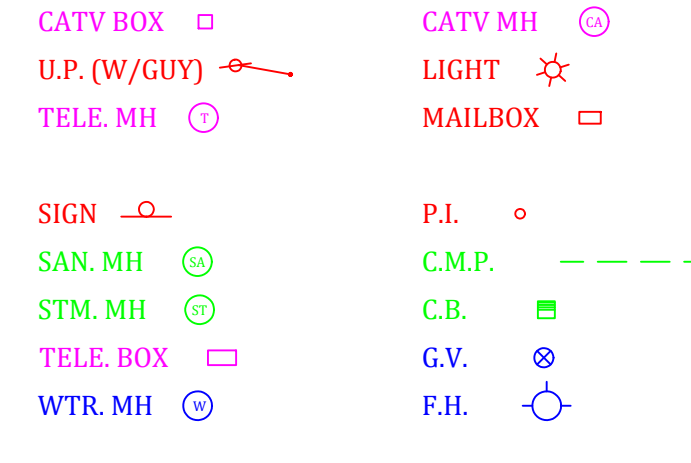 CATV BOX CATV MH CA
U.P. (W/GUY) LIGHT
TELE. MH T MAILBOX
SIGN P.I.
SAN. MH SA C.M.P.
STM. MH ST C.B.
TELE. BOX G.V.
WTR. MH W F.H.